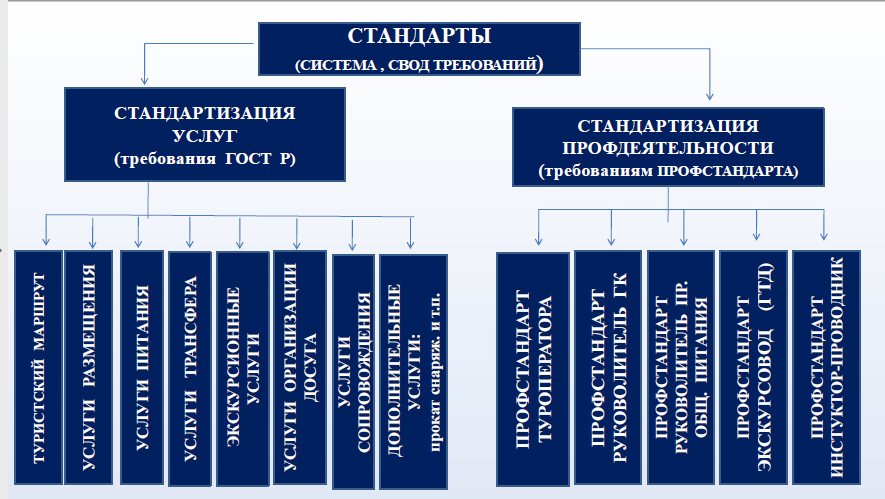 СТАНДАРТЫ
(СИСТЕМА , СВОД ТРЕБОВАНИЙ)
СТАНДАРТИЗАЦИЯ
УСЛУГ
(требования ГОСТ Р)
СТАНДАРТИЗАЦИЯ
ПРОФДЕЯТЕЛЬНОСТИ
(требованиям ПРОФСТАНДАРТА)
ТУРИСТСКИЙ МАРШРУТ
УСЛУГИ РАЗМЕЩЕНИЯ
УСЛУГИ ПИТАНИЯ
УСЛУГИ ТРАНСФЕРА
ЭКСКУРСИОННЫЕ
УСЛУГИ
УСЛУГИ ОРГАНИЗАЦИИ
ДОСУГА
УСЛУГИ
СОПРОВОЖДЕНИЯ
ДОПОЛНИТЕЛЬНЫЕ
УСЛУГИ:
прокат снаряж. и т.п.
ПРОФСТАНДАРТ
ТУРОПЕРАТОРА
ПРОФСТАНДАРТ
РУКОВОЛИТЕЛЬ ГК
ПРОФСТАНДАРТ
РУКОВОЛИТЕЛЬ ПР.
ОБЩ. ПИТАНИЯ
ПРОФСТАНДАРТ
ЭКСКУРСОВОД (ГТД)
ПРОФСТАНДАРТ
ИНСТУКТОР-ПРОВОДНИК